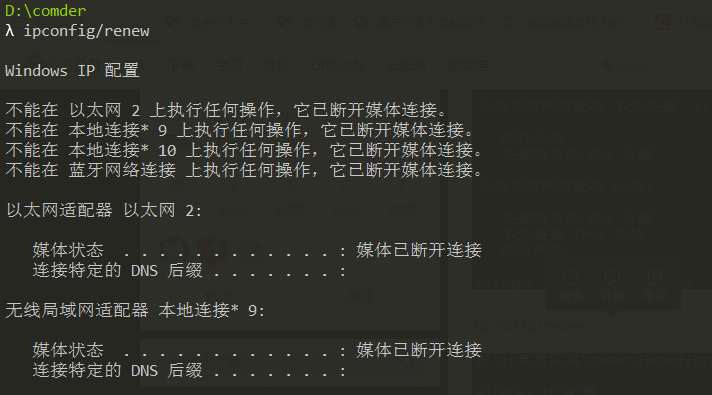 D:\comder
λ ipconfig/renew
Windows IP 配置
不能在 以太网 2 上执行任何操作，它已断开媒体连接。
不能在 本地连接* 9 上执行任何操作，它已断开媒体连接。
不能在 本地连接* 10 上执行任何操作，它已断开媒体连接。
不能在 蓝牙网络连接 上执行任何操作，它已断开媒体连接。
以太网适配器 以太网 2:
媒体状态 . . . . . . . . . . . . : 媒体已断开连接
连接特定的 DNS 后缀 . . . . . . . :
无线局域网适配器 本地连接* 9:
媒体状态 . . . . . . . . . . . . : 媒体已断开连接
连接特定的 DNS 后缀 . . . . . . . :